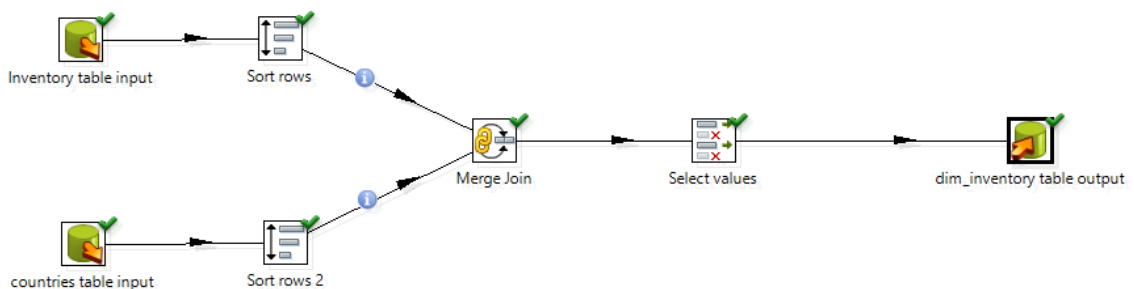 Inventory table input
Sort rows
Merge Join
Select values
dim_inventory table output
countries table input
Sort rows 2